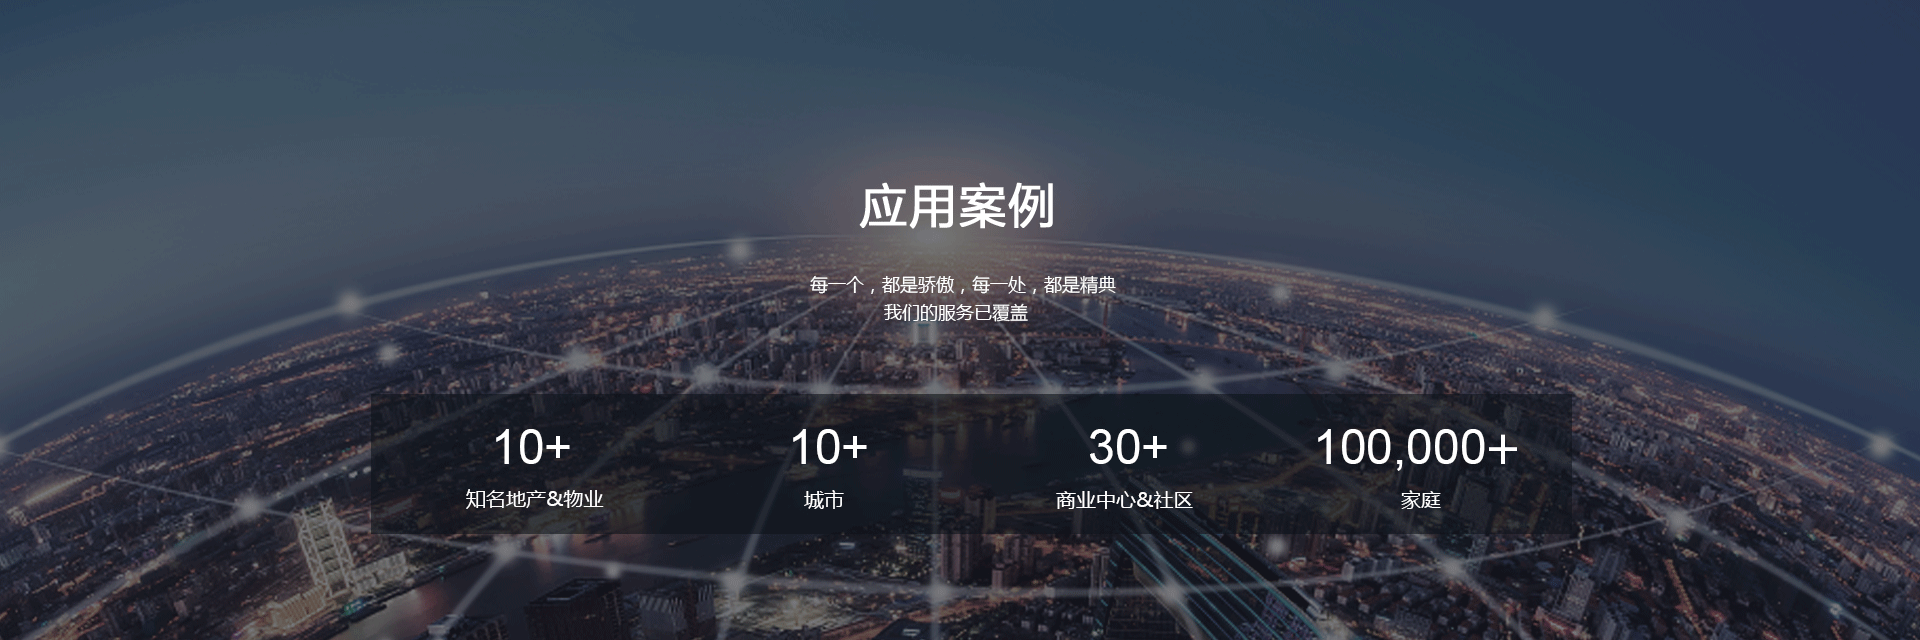 应用案例
每一个，都是骄傲，每一处，都是精典
我们的服务已覆盖
10+
10+
30+
100,000+
知名地产&物业
城市
商业中心&社区
家庭